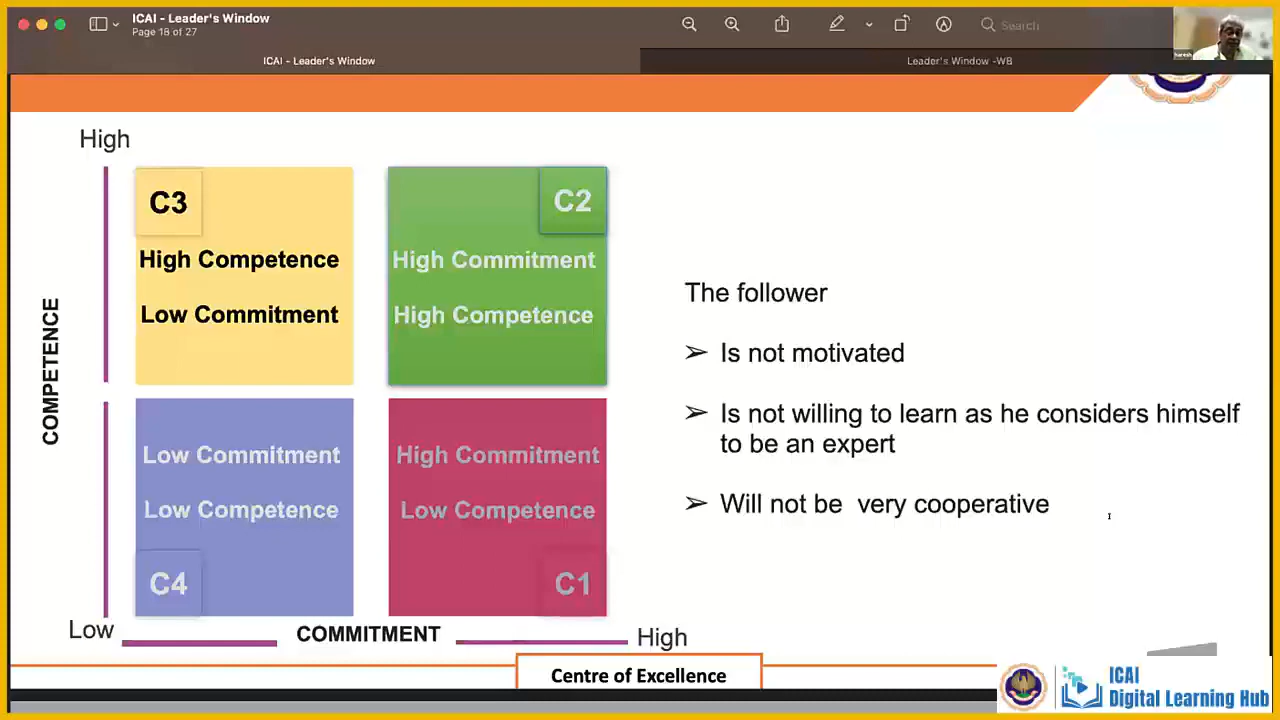 ICAI - Leader's Window
Page 18 of 27
Search
ICAI - Leader's Window
Leader's Window -WB
High
C3
High Competence
Low Commitment
C2
High Commitment
High Competence
COMPETENCE
The follower
➢ Is not motivated
➢ Is not willing to learn as he considers himself
to be an expert
➢ Will not be very cooperative
Low Commitment
Low Competence
C4
High Commitment
Low Competence
C1
Low
COMMITMENT
High
Centre of Excellence
ICAI
Digital Learning Hub